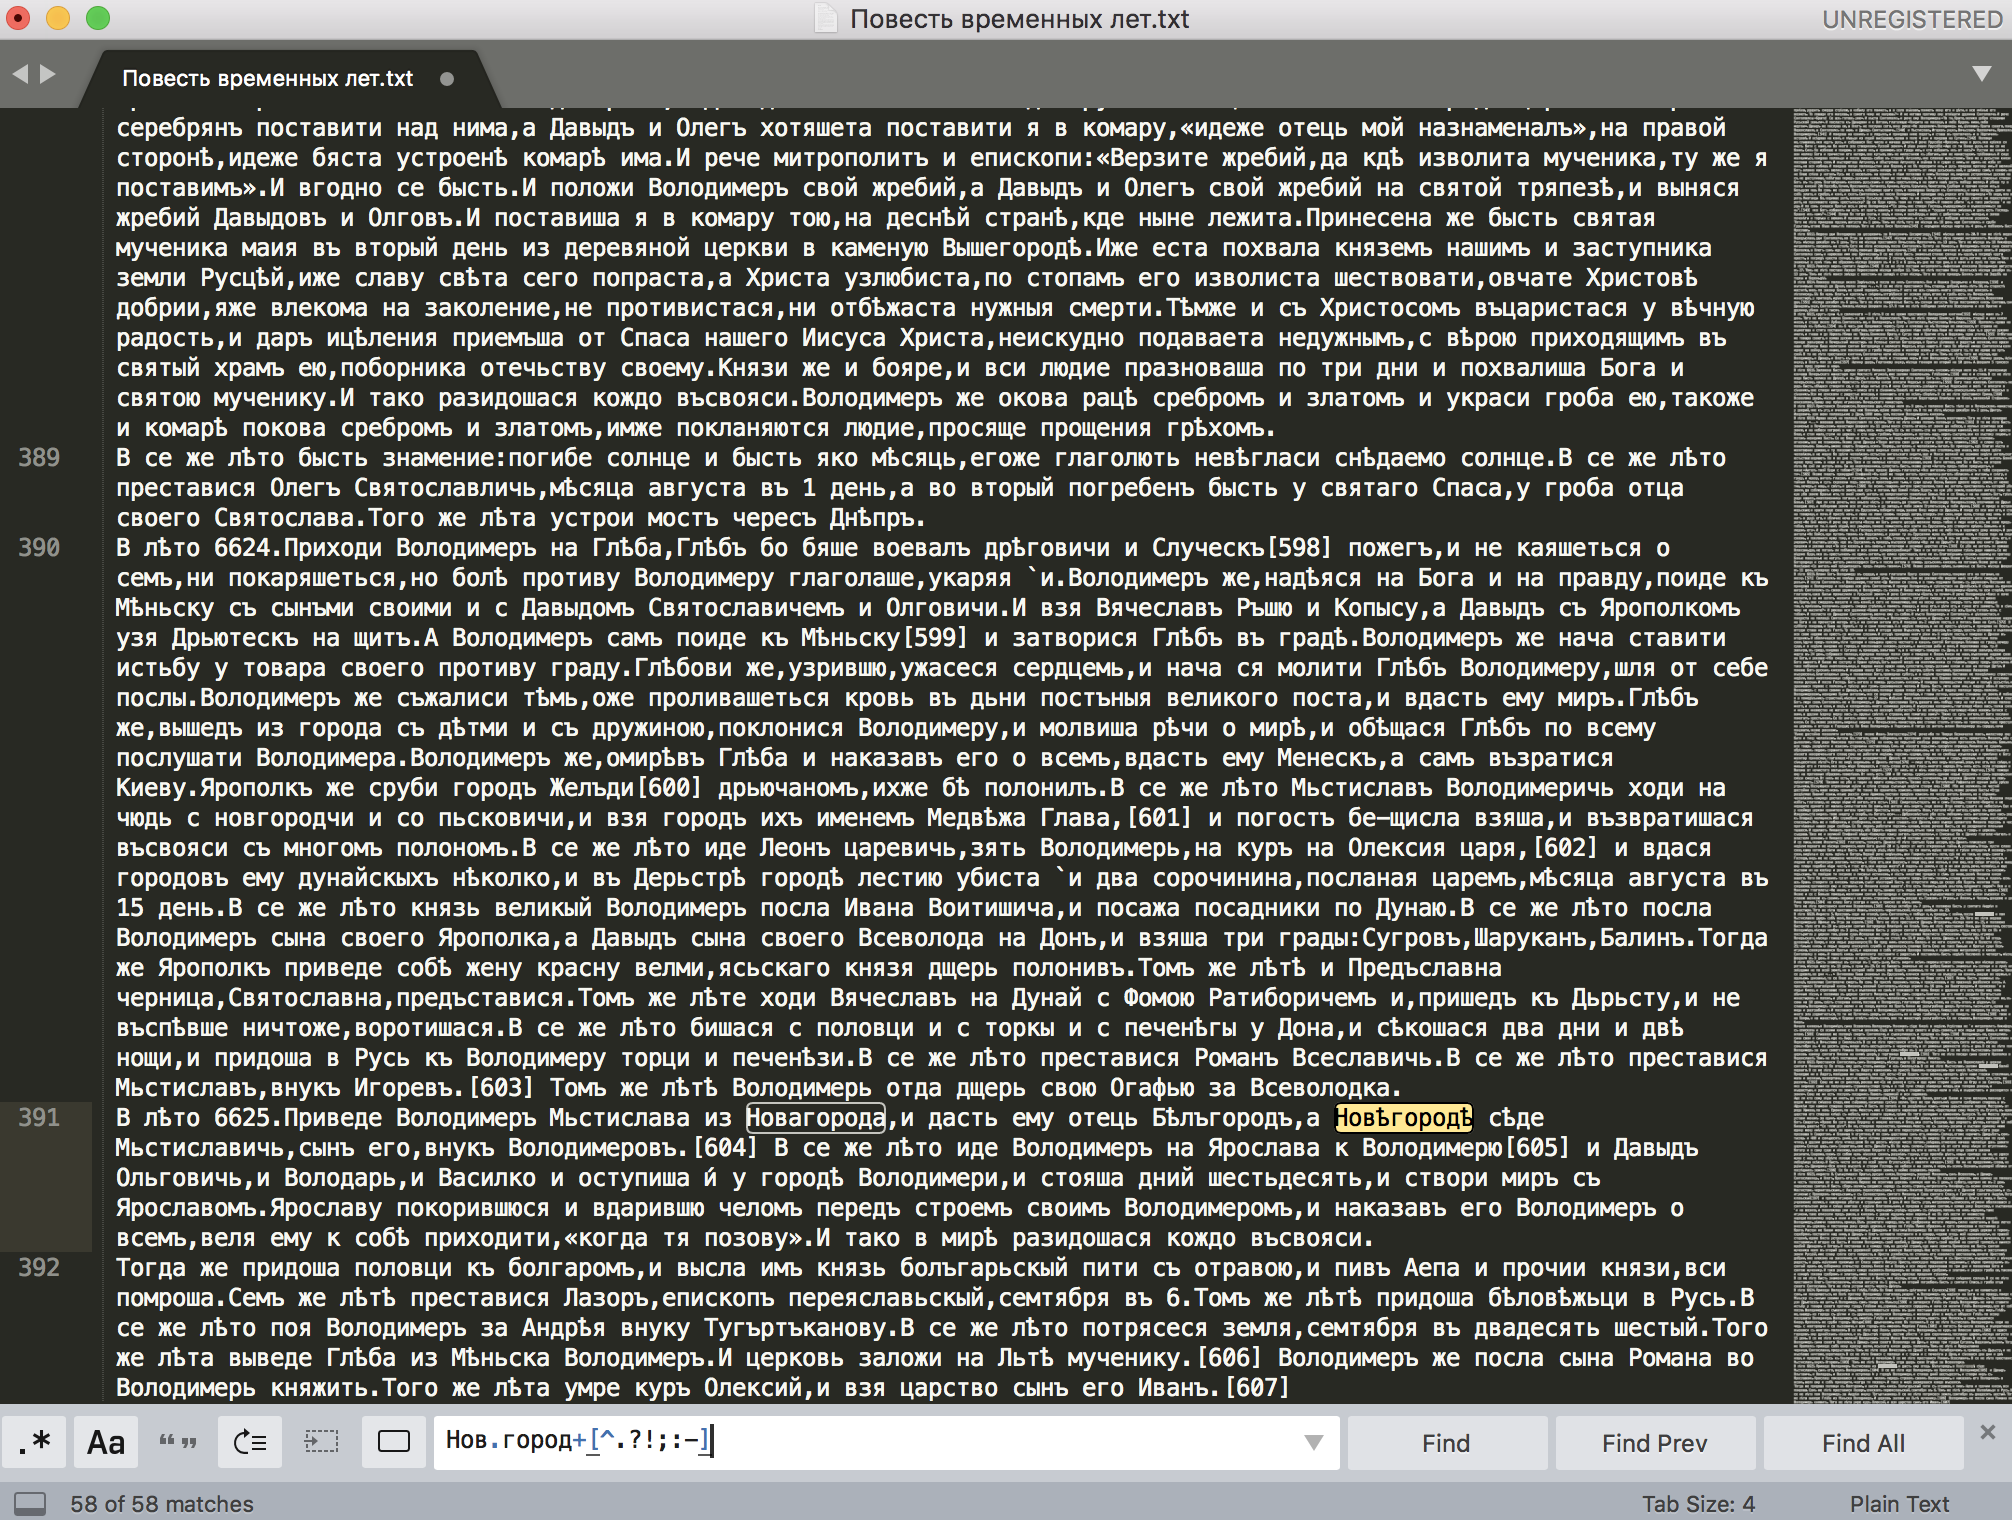 Повесть временных лет.txt
UNREGISTERED
Повесть временных лет.txt
серебрянъ поставити над нима,а Давыдъ и Олегъ хотяшета поставити я в комару,«идеже отець мой назнаменалъ»,на правой
сторонѣ,идеже бяста устроенѣ комарѣ има.И рече митрополитъ и епископи:«Верзите жребий,да кдѣ изволита мученика,ту же я
поставимъ».И вгодно се бысть.И положи Володимеръ свой жребий,а Давыдъ и Олегъ свой жребий на святой тряпезѣ,и выняся
жребий Давыдовъ и Олговъ.И поставиша я в комару тою,на деснѣй странѣ,кде ныне лежита.Принесена же бысть святая
мученика маия въ вторый день из деревяной церкви в каменую Вышегородѣ.Иже еста похвала княземъ нашимъ и заступника
земли Русцѣй,иже славу свѣта сего попраста,а Христа узлюбиста,по стопамъ его изволиста шествовати,овчате Христовѣ
добрии,яже влекома на заколение,не противистася,ни отбѣжаста нужныя смерти.Тѣмже и съ Христосомъ въцаристася у вѣчную
радость,и даръ ицѣления приемъша от Спаса нашего Иисуса Христа,неискудно подаваета недужнымъ,с вѣрою приходящимъ въ
святый храмъ ею,поборника отечьству своему.Князи же и бояре,и вси людие празноваша по три дни и похвалиша Бога и
святою мученику.И тако разидошася кождо въсвояси.Володимеръ же окова рацѣ сребромъ и златомъ и украси гроба ею,такоже
и комарѣ покова сребромъ и златомъ,имже покланяются людие,просяще прощения грѣхомъ.
389 В се же лѣто бысть знамение:погибе солнце и бысть яко мѣсяць,егоже глаголють невѣгласи снѣдаемо солнце.В се же лѣто
преставися Олегъ Святославличь,мѣсяца августа въ 1 день,а во вторый погребенъ бысть у святаго Спаса,у гроба отца
своего Святослава.Того же лѣта устрои мостъ чересъ Днѣпръ.
390 В лѣто 6624.Приходи Володимеръ на Глѣба,Глѣбъ бо бяше воевалъ дрѣговичи и Случескъ[598] пожегъ,и не каяшеться о
семъ,ни покаряшеться,но болѣ противу Володимеру глаголаше,укаряя `и.Володимеръ же,надѣяся на Бога и на правду,поиде къ
Мѣньску съ сынъми своими и с Давыдомъ Святославичемъ и Олговичи.И взя Вячеславъ Ръшю и Копысу,а Давыдъ съ Ярополкомъ
узя Дрьютескъ на щитъ.А Володимеръ самъ поиде къ Мѣньску[599] и затворися Глѣбъ въ градѣ.Володимеръ же нача ставити
истьбу у товара своего противу граду.Глѣбови же,узрившю,ужасеся сердцемь,и нача ся молити Глѣбъ Володимеру,шля от себе
послы.Володимеръ же съжалиси тѣмь,оже проливашеться кровь въ дьни постъныя великого поста,и вдасть ему миръ.Глѣбъ
же,вышедъ из города съ дѣтми и съ дружиною,поклонися Володимеру,и молвиша рѣчи о мирѣ,и обѣщася Глѣбъ по всему
послушати Володимера.Володимеръ же,омирѣвъ Глѣба и наказавъ его о всемъ,вдасть ему Менескъ,а самъ възратися
Киеву.Ярополкъ же сруби городъ Желъди[600] дрьючаномъ,ихже бѣ полонилъ.В се же лѣто Мьстиславъ Володимеричь ходи на
чюдь с новгородчи и со пьсковичи,и взя городъ ихъ именемъ Медвѣжа Глава,[601] и погостъ бе—щисла взяша,и възвратишася
въсвояси съ многомъ полономъ.В се же лѣто иде Леонъ царевичь,зять Володимерь,на куръ на Олексия царя,[602] и вдася
городовъ ему дунайскыхъ нѣколко,и въ Дерьстрѣ городѣ лестию убиста `и два сорочинина,посланая царемъ,мѣсяца августа въ
15 день.В се же лѣто князь великый Володимеръ посла Ивана Воитишича,и посажа посадники по Дунаю.В се же лѣто посла
Володимеръ сына своего Ярополка,а Давыдъ сына своего Всеволода на Донъ,и взяша три грады:Сугровъ,Шаруканъ,Балинъ.Тогда
же Ярополкъ приведе собѣ жену красну велми,ясьскаго князя дщерь полонивъ.Томъ же лѣтѣ и Предъславна
черница,Святославна,предъставися.Томъ же лѣте ходи Вячеславъ на Дунай с Фомою Ратиборичемъ и,пришедъ къ Дьрьсту,и не
въспѣвше ничтоже,воротишася.В се же лѣто бишася с половци и с торкы и с печенѣгы у Дона,и сѣкошася два дни и двѣ
нощи,и придоша в Русь къ Володимеру торци и печенѣзи.В се же лѣто преставися Романъ Всеславичь.В се же лѣто преставися
Мьстиславъ,внукъ Игоревъ.[603] Томъ же лѣтѣ Володимерь отда дщерь свою Огафью за Всеволодка.
391 В лѣто 6625.Приведе Володимеръ Мьстислава из Новагорода,и дасть ему отець Бѣлъгородъ,а Новѣгородѣ сѣде
Мьстиславичь,сынъ его,внукъ Володимеровъ.[604] В се же лѣто иде Володимеръ на Ярослава к Володимерю[605] и Давыдъ
Ольговичь,и Володарь,и Василко и оступиша и́ у городѣ Володимери,и стояша дний шестьдесять,и створи миръ съ
Ярославомъ.Ярославу покорившюся и вдарившю челомъ передъ строемъ своимъ Володимеромъ,и наказавъ его Володимеръ о
всемъ,веля ему к собѣ приходити,«когда тя позову».И тако в мирѣ разидошася кождо въсвояси.
392 Тогда же придоша половци къ болгаромъ,и высла имъ князь болъгарьскый пити съ отравою,и пивъ Аепа и прочии князи,вси
помроша.Семъ же лѣтѣ преставися Лазоръ,епископъ переяславьскый,семтября въ 6.Томъ же лѣтѣ придоша бѣловѣжьци в Русь.В
се же лѣто поя Володимеръ за Андрѣя внуку Тугъртъканову.В се же лѣто потрясеся земля,семтября въ двадесять шестый.Того
же лѣта выведе Глѣба из Мѣньска Володимеръ.И церковь заложи на Льтѣ мученику.[606] Володимеръ же посла сына Романа во
Володимерь княжить.Того же лѣта умре куръ Олексий,и взя царство сынъ его Иванъ.[607]
.* Aa “” Нов.город+[^.?!;:—] Find Find Prev Find All
58 of 58 matches Tab Size: 4 Plain Text